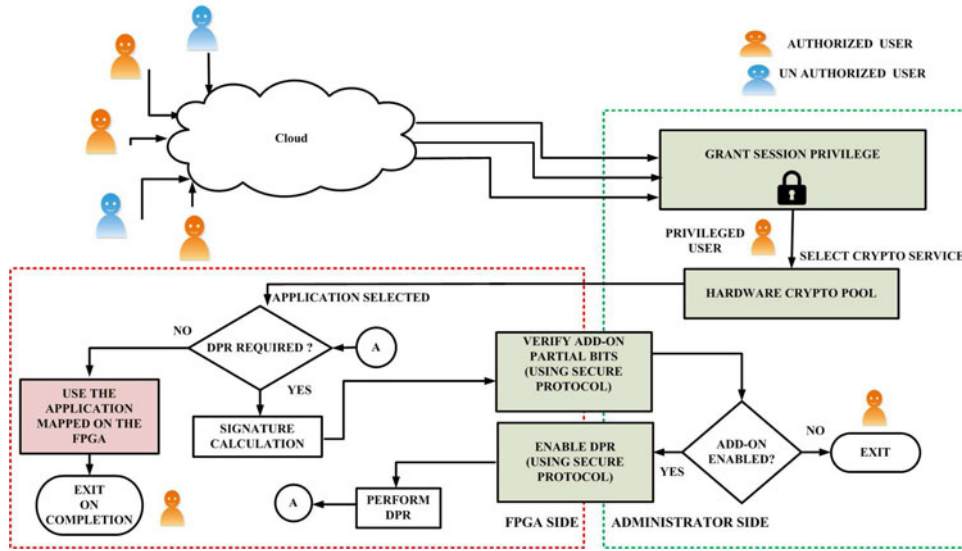 AUTHORIZED USER
UN AUTHORIZED USER
Cloud
GRANT SESSION PRIVILEGE
PRIVILEGED
USER
SELECT CRYPTO SERVICE
HARDWARE CRYPTO POOL
APPLICATION SELECTED
NO
DPR REQUIRED ?
A
YES
USE THE
APPLICATION
MAPPED ON THE
FPGA
SIGNATURE
CALCULATION
VERIFY ADD-ON
PARTIAL BITS
(USING SECURE
PROTOCOL)
ADD-ON
ENABLED?
NO
EXIT
YES
ENABLE DPR
(USING SECURE
PROTOCOL)
EXIT
ON
COMPLETION
A
PERFORM
DPR
FPGA SIDE
ADMINISTRATOR SIDE